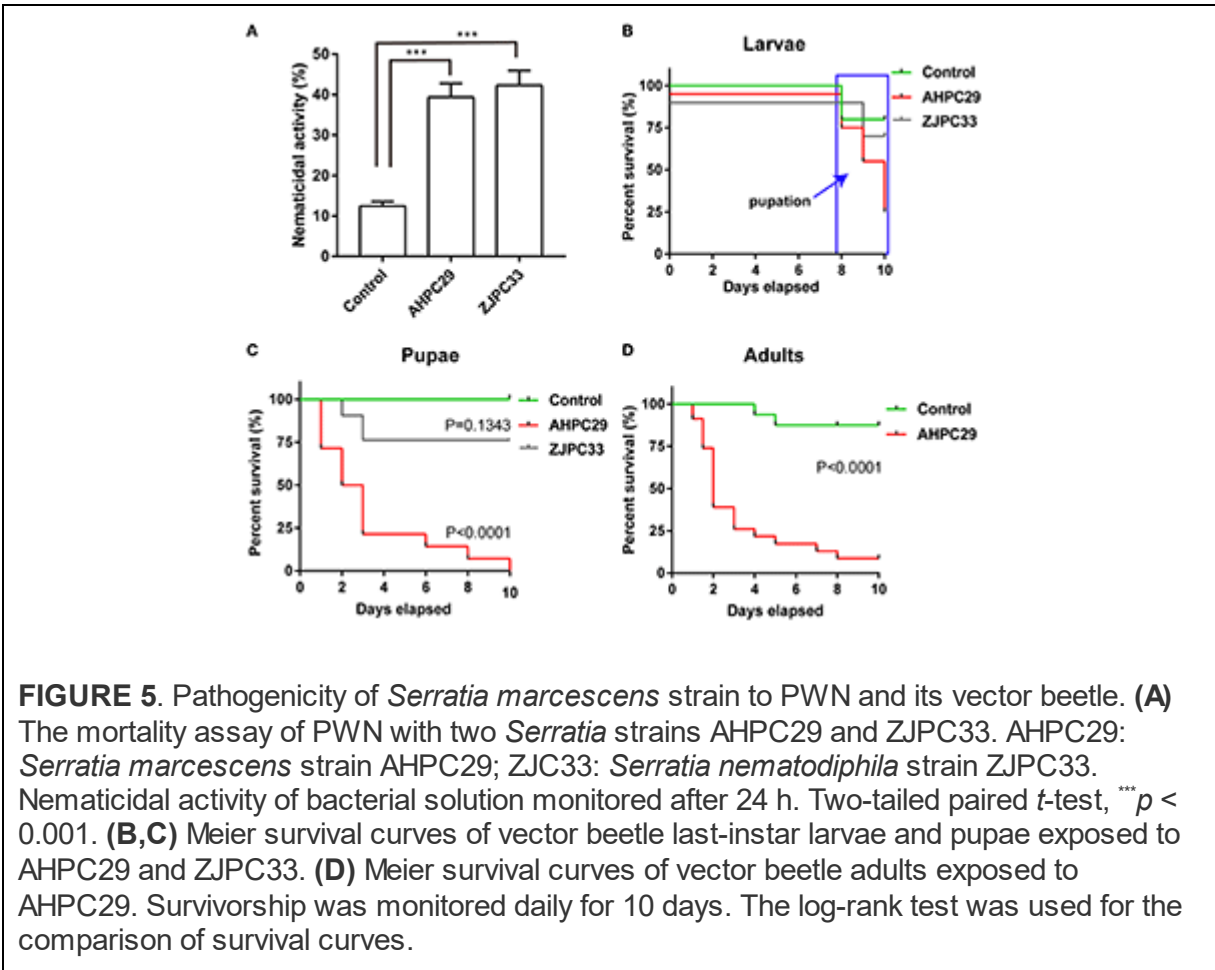 A
***
***
Nematicidal activity (%)
50
40
30
20
10
0
Control
AHPC29
ZJPC33
B
Larvae
Percent survival (%)
100
75
50
25
0
pupation
0 2 4 6 8 10
Days elapsed
Control
AHPC29
ZJPC33
C
Pupae
Percent survival (%)
100
75
50
25
0
P=0.1343
P<0.0001
0 2 4 6 8 10
Days elapsed
Control
AHPC29
ZJPC33
D
Adults
Percent survival (%)
100
75
50
25
0
P<0.0001
0 2 4 6 8 10
Days elapsed
Control
AHPC29
FIGURE 5. Pathogenicity of Serratia marcescens strain to PWN and its vector beetle. (A)
The mortality assay of PWN with two Serratia strains AHPC29 and ZJPC33. AHPC29:
Serratia marcescens strain AHPC29; ZJC33: Serratia nematodiphila strain ZJPC33.
Nematicidal activity of bacterial solution monitored after 24 h. Two-tailed paired t-test, ***p <
0.001. (B,C) Meier survival curves of vector beetle last-instar larvae and pupae exposed to
AHPC29 and ZJPC33. (D) Meier survival curves of vector beetle adults exposed to
AHPC29. Survivorship was monitored daily for 10 days. The log-rank test was used for the
comparison of survival curves.